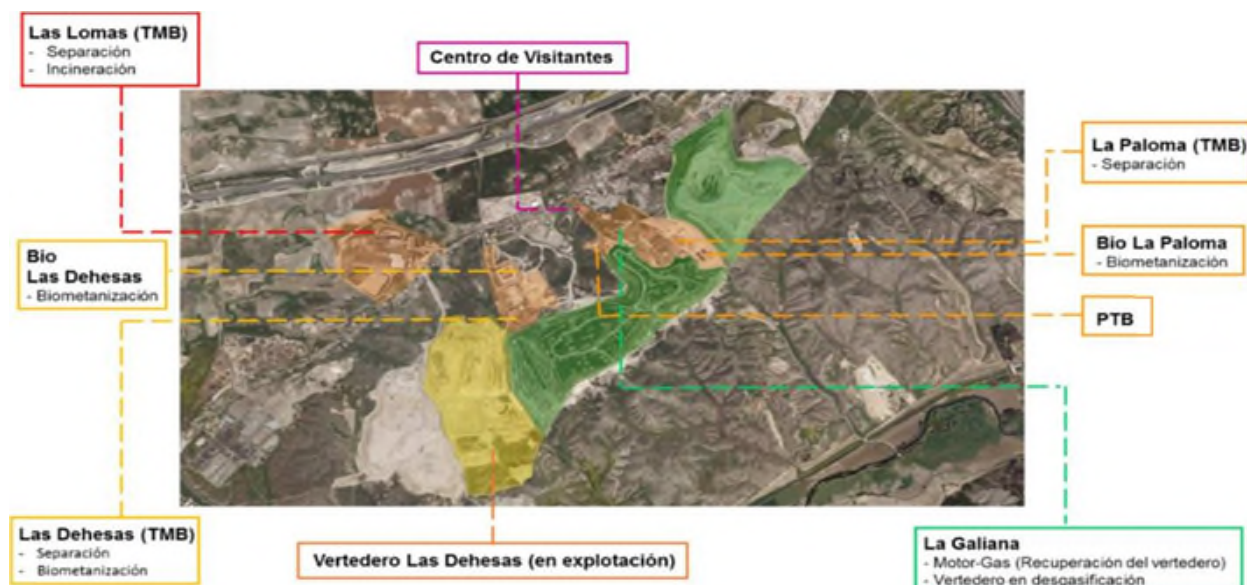 Las Lomas (TMB)
- Separación
- Incineración
Centro de Visitantes
La Paloma (TMB)
- Separación
Bio
Las Dehesas
- Biometanización
Bio La Paloma
- Biometanización
PTB
Las Dehesas (TMB)
- Separación
- Biometanización
Vertedero Las Dehesas (en explotación)
La Galiana
- Motor-Gas (Recuperación del vertedero)
- Vertedero en desgasificación